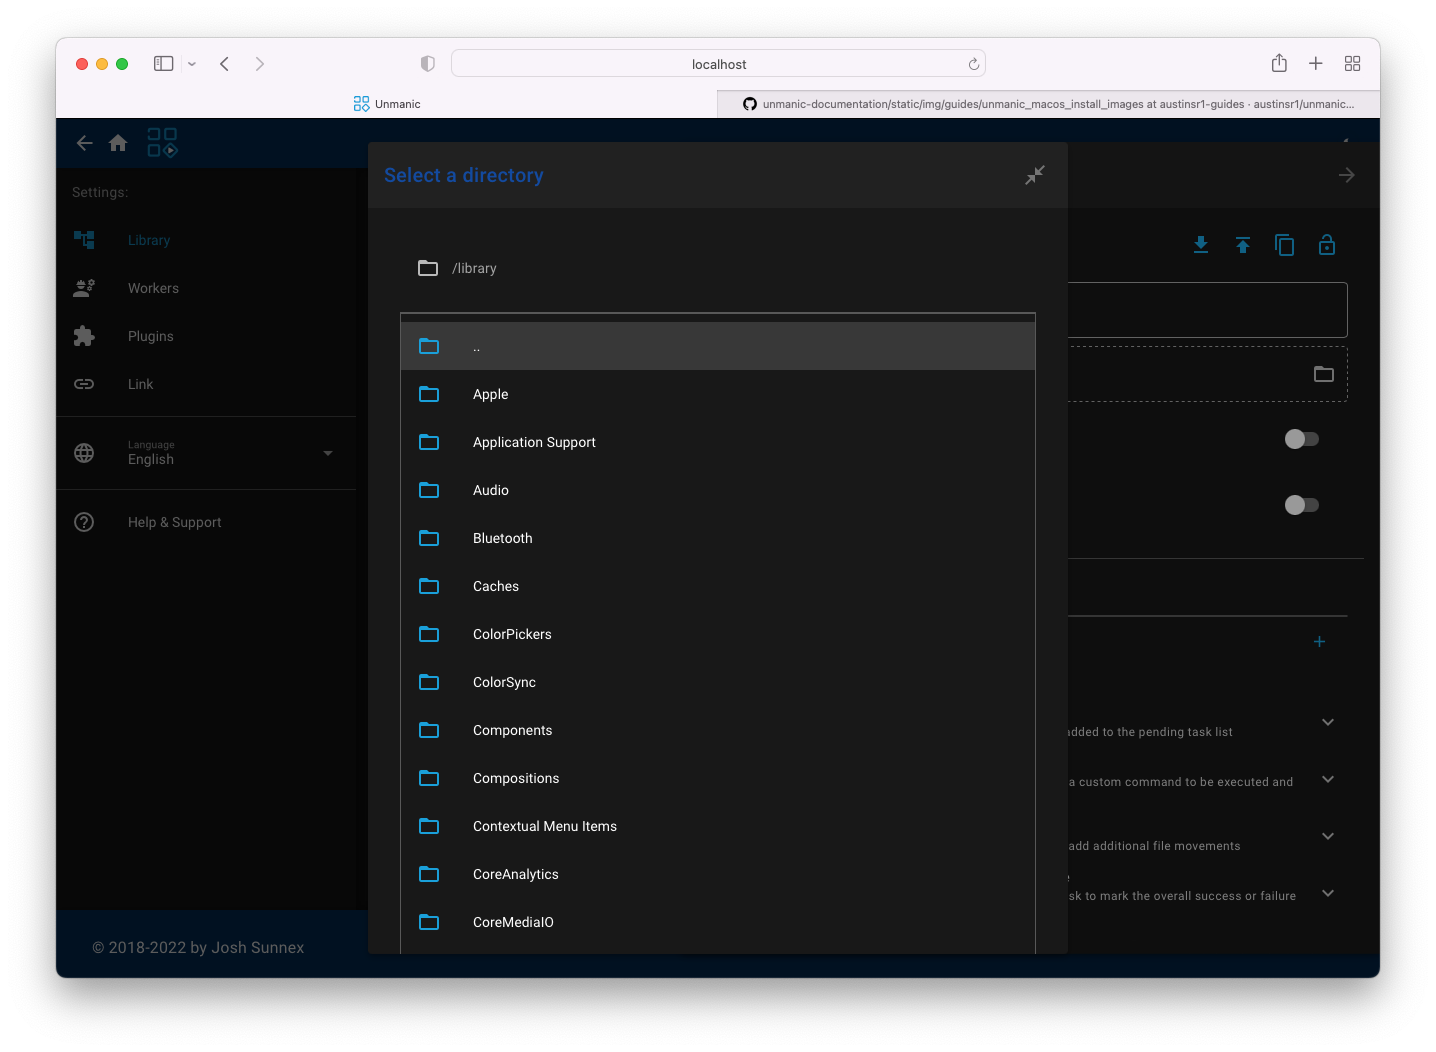 localhost
Unmanic
unmanic-documentation/static/img/guides/unmanic_macos_install_images at austinsr1-guides · austinsr1/unmanic...
Settings:
Library
Workers
Plugins
Link
Language
English
Help & Support
© 2018-2022 by Josh Sunnex
Select a directory
/library
..
Apple
Application Support
Audio
Bluetooth
Caches
ColorPickers
ColorSync
Components
Compositions
Contextual Menu Items
CoreAnalytics
CoreMediaIO
added to the pending task list
a custom command to be executed and
add additional file movements
sk to mark the overall success or failure